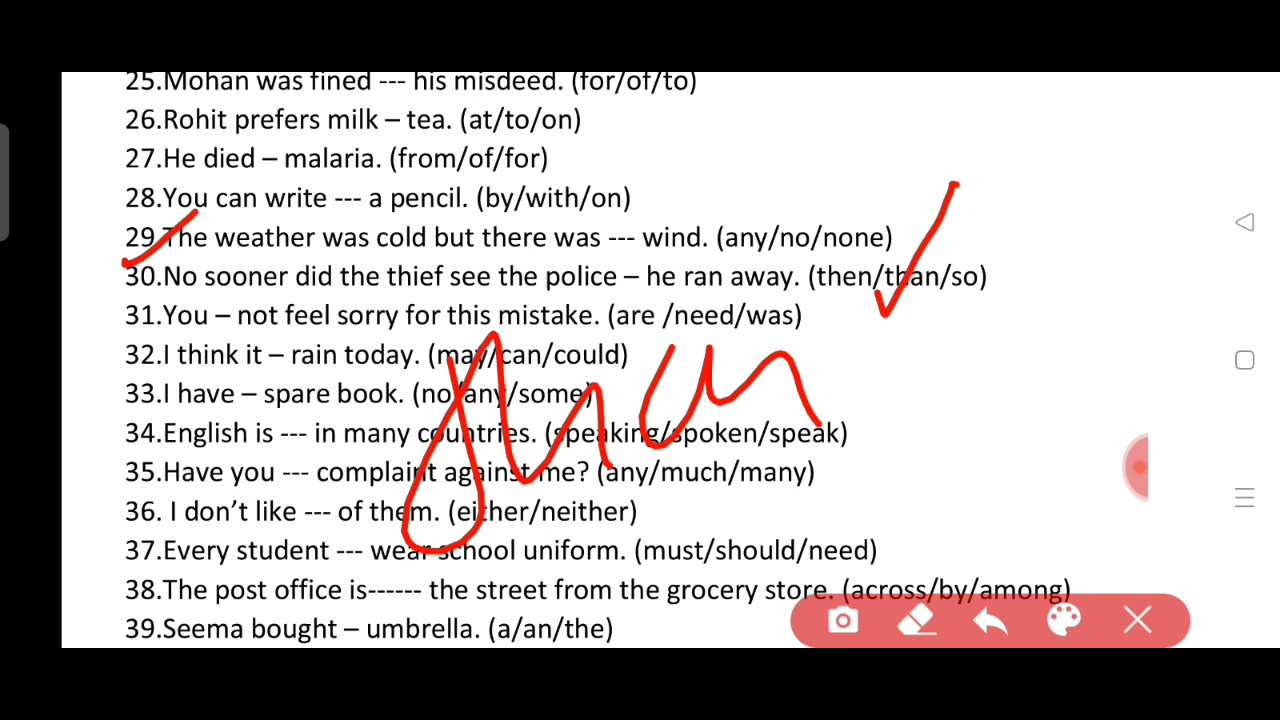 25.Mohan was fined --- his misdeed. (for/of/to)
26.Rohit prefers milk – tea. (at/to/on)
27.He died – malaria. (from/of/for)
28.You can write --- a pencil. (by/with/on)
29.The weather was cold but there was --- wind. (any/no/none)
30.No sooner did the thief see the police – he ran away. (then/than/so)
31.You – not feel sorry for this mistake. (are /need/was)
32.I think it – rain today. (may/can/could)
33.I have – spare book. (no/any/some)
34.English is --- in many countries. (speaking/spoken/speak)
35.Have you --- complaint against me? (any/much/many)
36. I don’t like --- of them. (either/neither)
37.Every student --- wear school uniform. (must/should/need)
38.The post office is------ the street from the grocery store. (across/by/among)
39.Seema bought – umbrella. (a/an/the)
than